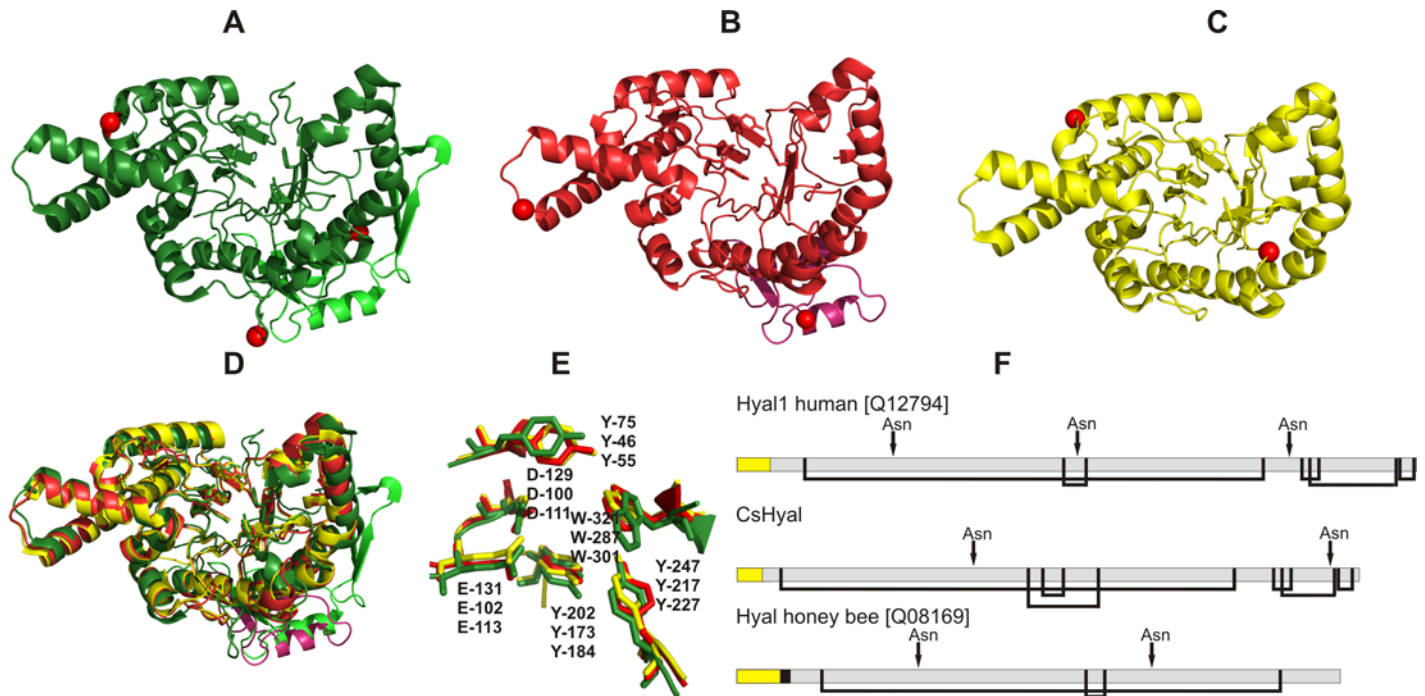 A
B
C
D
E
F
Y-75
Y-46
Y-55
D-129
D-100
D-111
W-321
W-287
W-301
E-131
E-102
E-113
Y-202
Y-173
Y-184
Y-247
Y-217
Y-227
Hyal1 human [Q12794]
Asn Asn Asn
CsHyal
Asn Asn
Hyal honey bee [Q08169]
Asn Asn